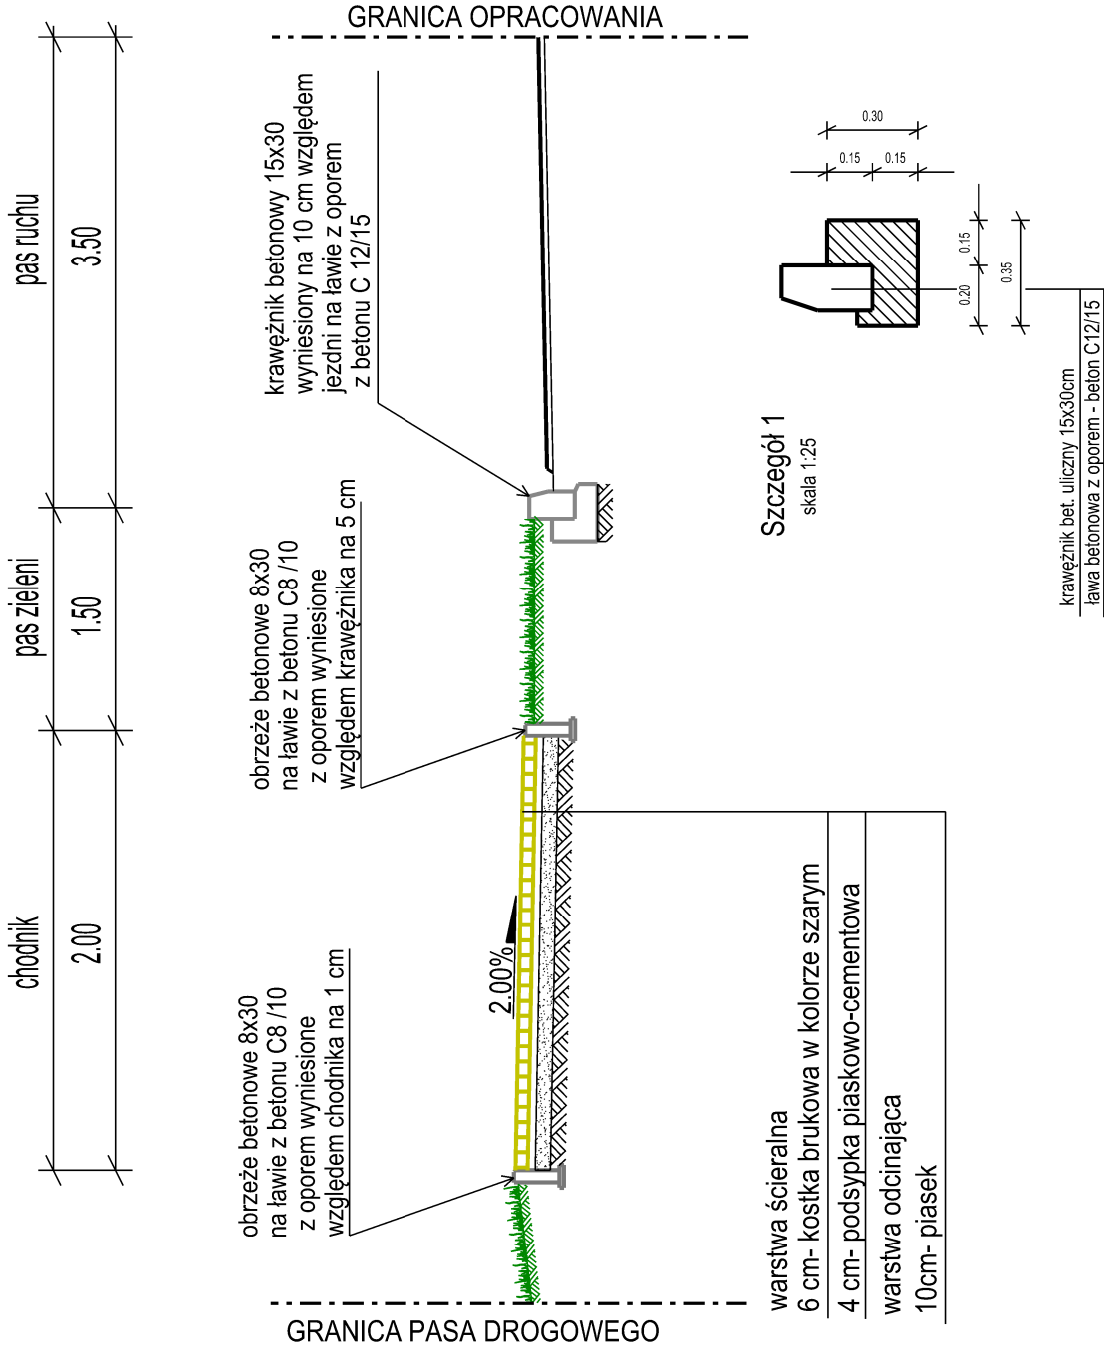 GRANICA OPRACOWANIA
pas ruchu
3.50
pas zieleni
1.50
chodnik
2.00
krawężnik betonowy 15x30
wyniesiony na 10 cm względem
jezdni na ławie z oporem
z betonu C 12/15
obrzeże betonowe 8x30
na ławie z betonu C8 /10
z oporem wyniesione
względem krawężnika na 5 cm
obrzeże betonowe 8x30
na ławie z betonu C8 /10
z oporem wyniesione
względem chodnika na 1 cm
2.00%
0.30
0.15
0.15
0.15
0.20
0.35
Szczegół 1
skala 1:25
krawężnik bet. uliczny 15x30cm
ława betonowa z oporem - beton C12/15
warstwa ścieralna
6 cm- kostka brukowa w kolorze szarym
4 cm- podsypka piaskowo-cementowa
warstwa odcinająca
10cm- piasek
GRANICA PASA DROGOWEGO